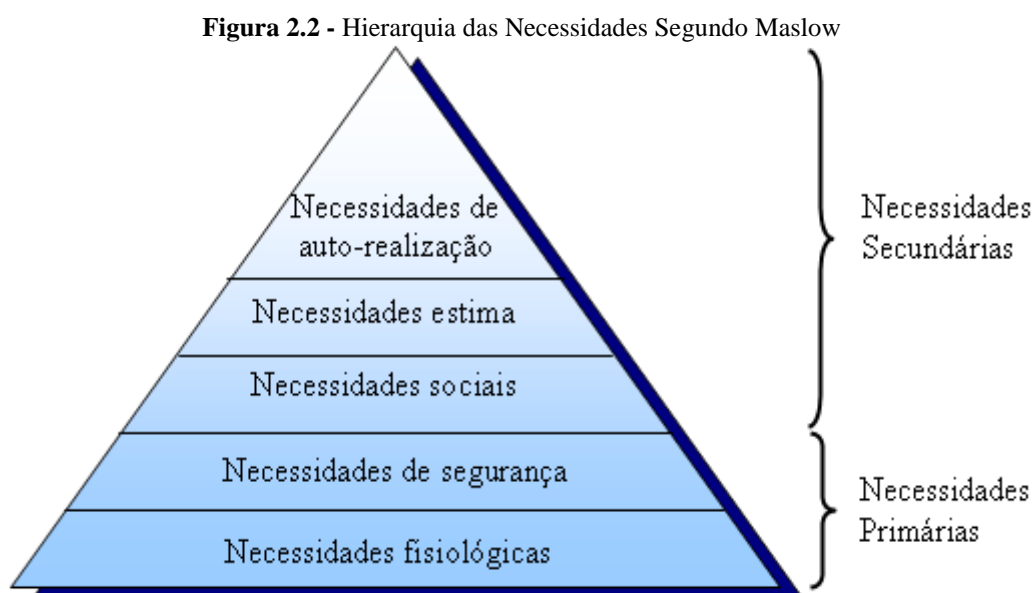 Figura 2.2 - Hierarquia das Necessidades Segundo Maslow
Necessidades de
auto-realização
Necessidades estima
Necessidades sociais
Necessidades de segurança
Necessidades fisiológicas
Necessidades
Secundárias
Necessidades
Primárias